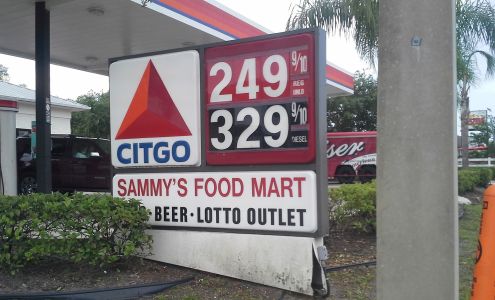 249 9/10
REG
UNLD
329 9/10
DIESEL
CITGO
SAMMY'S FOOD MART
· BEER · LOTTO OUTLET